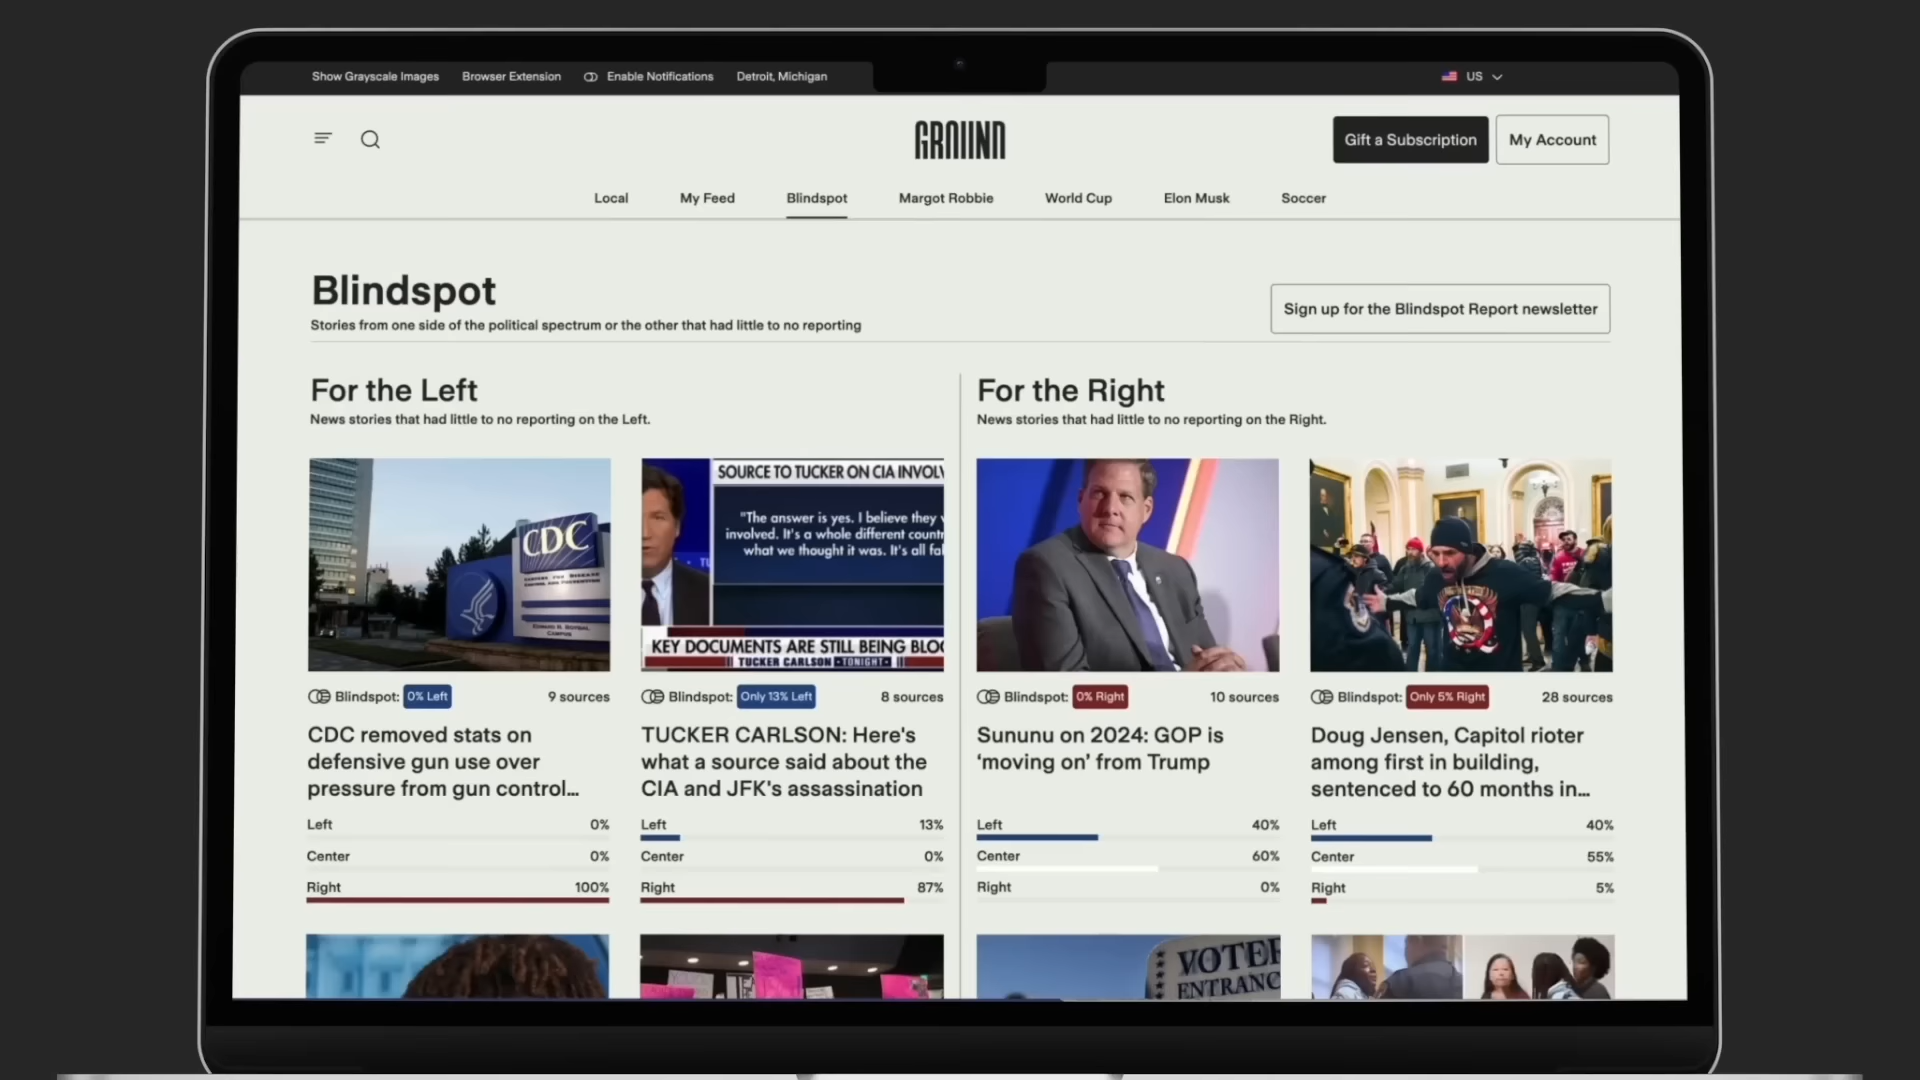 Show Grayscale Images Browser Extension Enable Notifications Detroit, Michigan US
GROUND
Gift a Subscription My Account
Local My Feed Blindspot Margot Robbie World Cup Elon Musk Soccer
Blindspot
Stories from one side of the political spectrum or the other that had little to no reporting
Sign up for the Blindspot Report newsletter
For the Left
News stories that had little to no reporting on the Left.
For the Right
News stories that had little to no reporting on the Right.
CDC
SOURCE TO TUCKER ON CIA INVOLV
"The answer is yes. I believe they
involved. It's a whole different countr
what we thought it was. It's all fa
KEY DOCUMENTS ARE STILL BEING BLO
TUCKER CARLSON TONIGHT
Blindspot: 0% Left 9 sources
CDC removed stats on
defensive gun use over
pressure from gun control...
Left 0%
Center 0%
Right 100%
Blindspot: Only 13% Left 8 sources
TUCKER CARLSON: Here's
what a source said about the
CIA and JFK's assassination
Left 13%
Center 0%
Right 87%
Blindspot: 0% Right 10 sources
Sununu on 2024: GOP is
‘moving on’ from Trump
Left 40%
Center 60%
Right 0%
Blindspot: Only 5% Right 28 sources
Doug Jensen, Capitol rioter
among first in building,
sentenced to 60 months in...
Left 40%
Center 55%
Right 5%
VOTER
ENTRANC